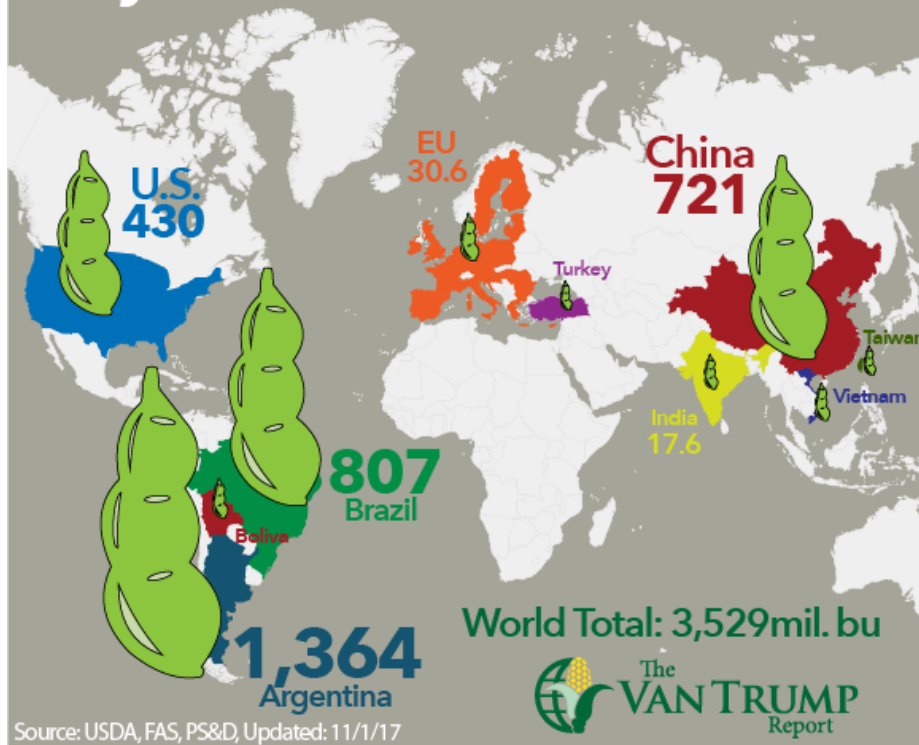 U.S.
430
EU
30.6
China
721
Turkey
Taiwan
Vietnam
India
17.6
807
Brazil
Boliva
1,364
Argentina
World Total: 3,529mil. bu
The
VAN TRUMP
Report
Source: USDA, FAS, PS&D, Updated: 11/1/17